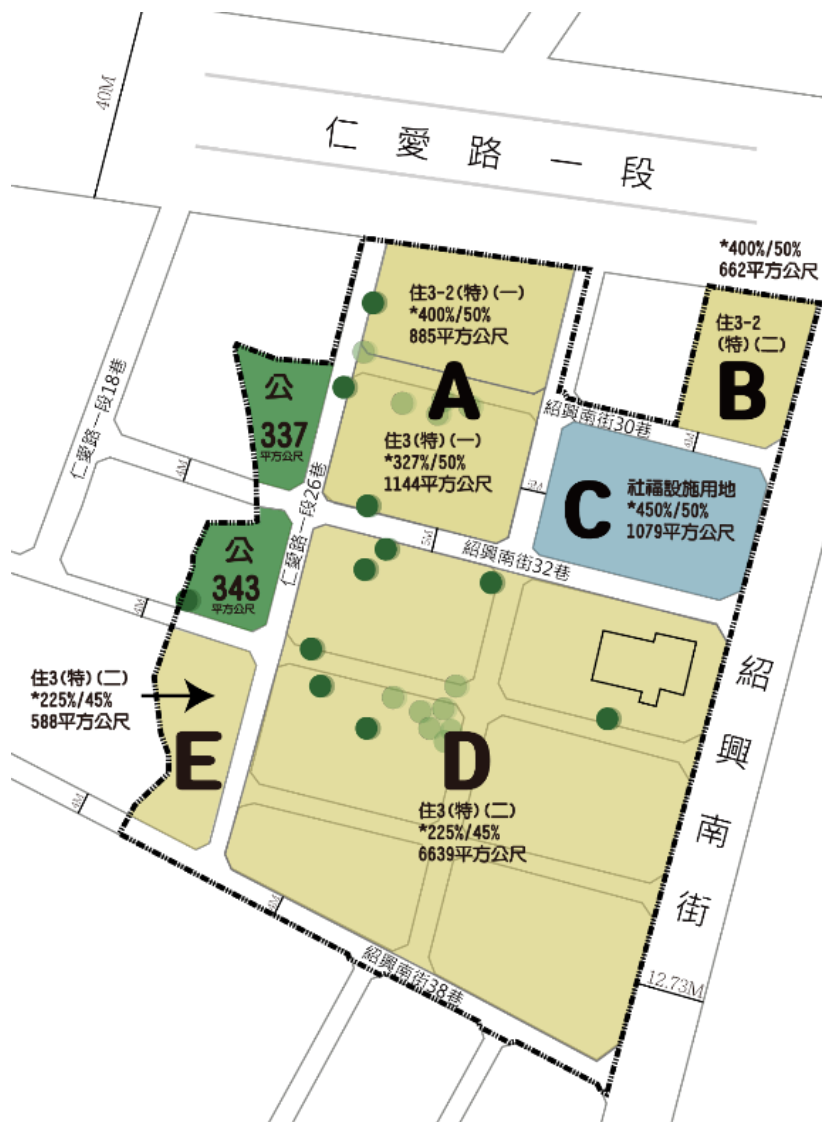 40M
仁愛路一段
*400%/50%
662平方公尺
住3-2(特)(一)
*400%/50%
885平方公尺
住3-2
(特)(二)
A
B
公
337
平方公尺
仁愛路一段18巷
紹興南街30巷
4M
住3(特)(一)
*327%/50%
1144平方公尺
4M
仁愛路一段26巷
C
社福設施用地
*450%/50%
1079平方公尺
公
343
平方公尺
5M
紹興南街32巷
4M
住3(特)(二)
*225%/45%
588平方公尺
E
紹興南街
D
住3(特)(二)
*225%/45%
6639平方公尺
4M
4M
紹興南街38巷
12.73M